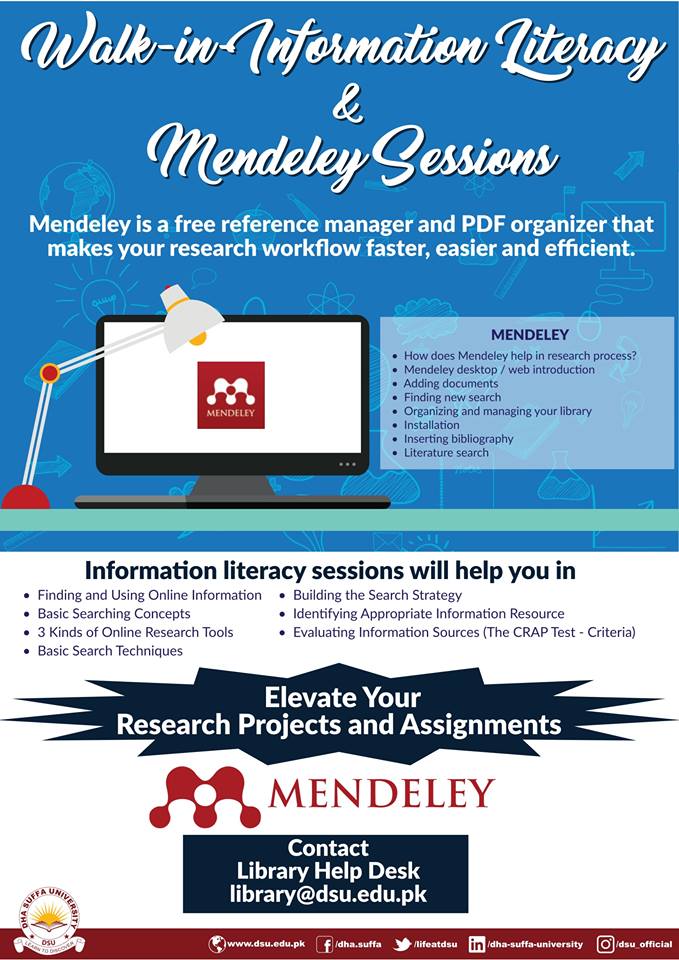 Walk-in-Information Literacy
&
Mendeley Sessions
Mendeley is a free reference manager and PDF organizer that
makes your research workflow faster, easier and efficient.
MENDELEY
MENDELEY
• How does Mendeley help in research process?
• Mendeley desktop / web introduction
• Adding documents
• Finding new search
• Organizing and managing your library
• Installation
• Inserting bibliography
• Literature search
Information literacy sessions will help you in
• Finding and Using Online Information
• Basic Searching Concepts
• 3 Kinds of Online Research Tools
• Basic Search Techniques
• Building the Search Strategy
• Identifying Appropriate Information Resource
• Evaluating Information Sources (The CRAP Test - Criteria)
Elevate Your
Research Projects and Assignments
MENDELEY
Contact
Library Help Desk
library@dsu.edu.pk
DHA SUFFA UNIVERSITY
DSU
LEARN TO DISCOVER
www.dsu.edu.pk /dha.suffa /lifeatdsu /dha-suffa-university /dsu_official